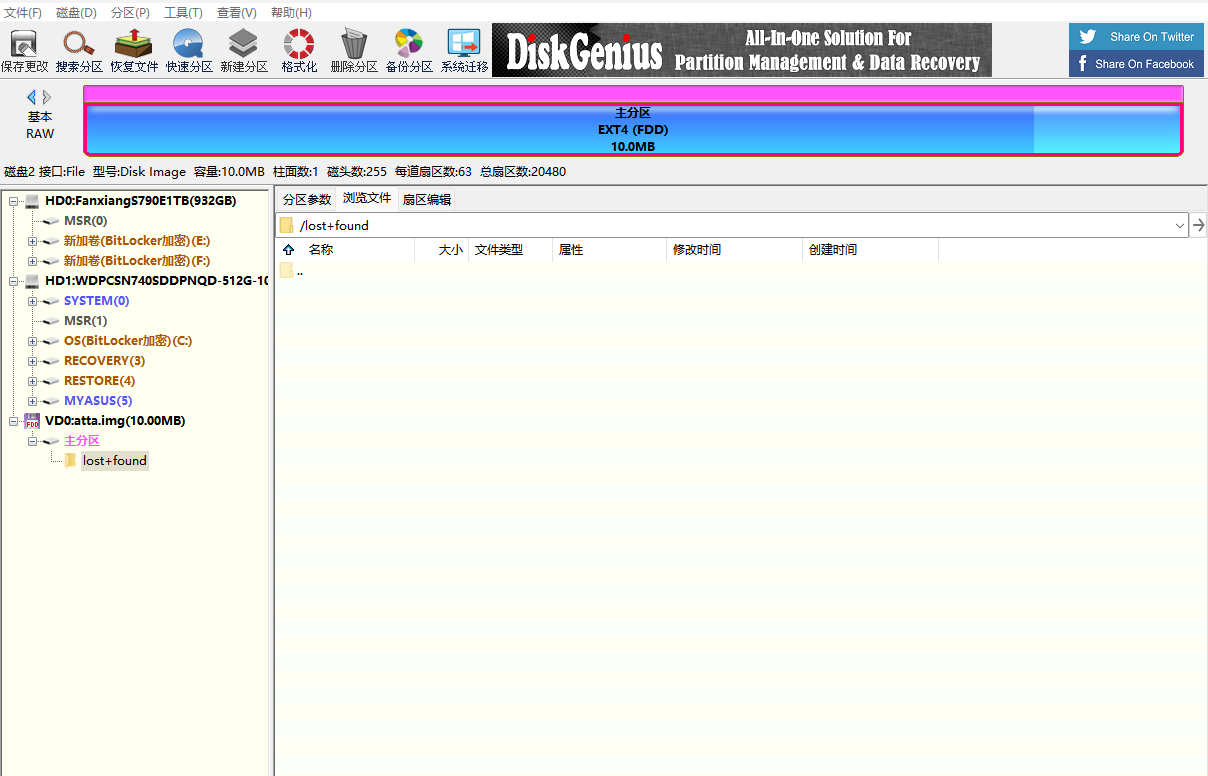 文件(F) 磁盘(D) 分区(P) 工具(T) 查看(V) 帮助(H)
保存更改 搜索分区 恢复文件 快速分区 新建分区 格式化 删除分区 备份分区 系统迁移
DiskGenius
All-In-One Solution For
Partition Management & Data Recovery
Share On Twitter
Share On Facebook
基本
RAW
主分区
EXT4 (FDD)
10.0MB
磁盘2 接口:File 型号:Disk Image 容量:10.0MB 柱面数:1 磁头数:255 每道扇区数:63 总扇区数:20480
HD0:FanxiangS790E1TB(932GB)
MSR(0)
新加卷(BitLocker加密)(E:)
新加卷(BitLocker加密)(F:)
HD1:WDPCSN740SDDPNQD-512G-10
SYSTEM(0)
MSR(1)
OS(BitLocker加密)(C:)
RECOVERY(3)
RESTORE(4)
MYASUS(5)
FDD
VD0:atta.img(10.00MB)
主分区
lost+found
分区参数 浏览文件 扇区编辑
/lost+found
名称 大小 文件类型 属性 修改时间 创建时间
..